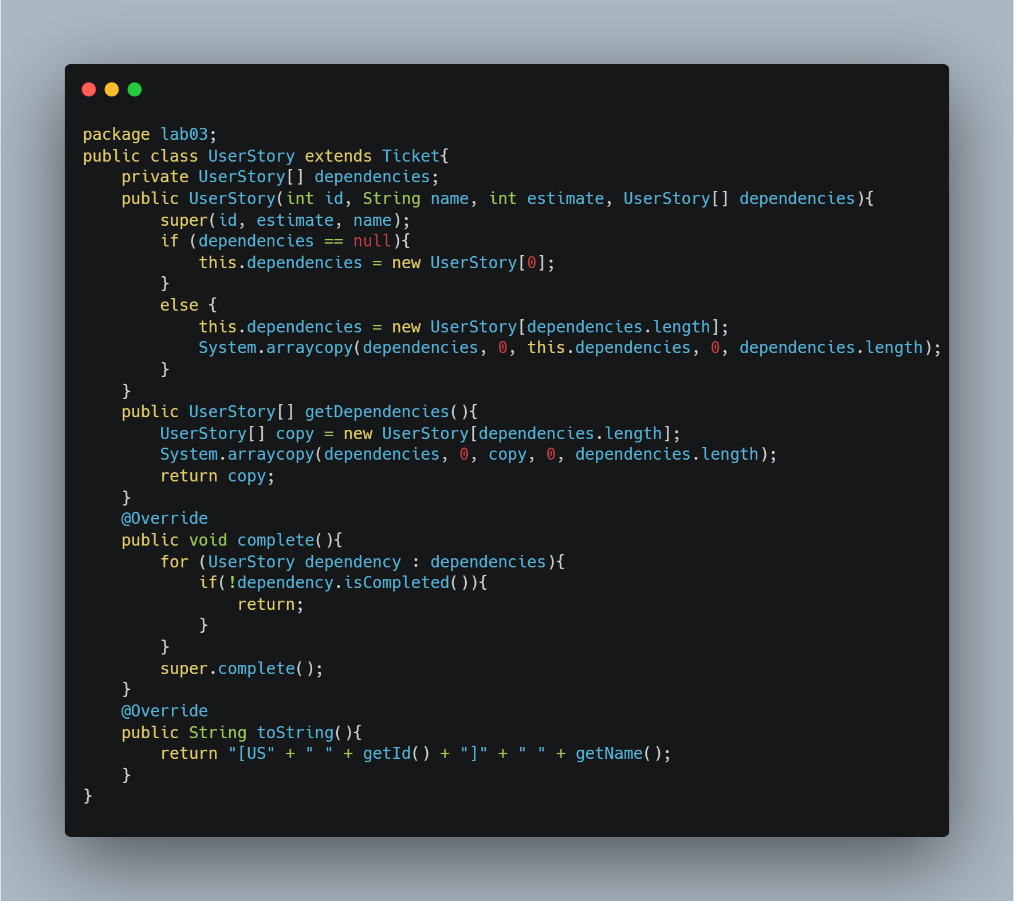 package lab03;
public class UserStory extends Ticket{
    private UserStory[] dependencies;
    public UserStory(int id, String name, int estimate, UserStory[] dependencies){
        super(id, estimate, name);
        if (dependencies == null){
            this.dependencies = new UserStory[0];
        }
        else {
            this.dependencies = new UserStory[dependencies.length];
            System.arraycopy(dependencies, 0, this.dependencies, 0, dependencies.length);
        }
    }
    public UserStory[] getDependencies(){
        UserStory[] copy = new UserStory[dependencies.length];
        System.arraycopy(dependencies, 0, copy, 0, dependencies.length);
        return copy;
    }
    @Override
    public void complete(){
        for (UserStory dependency : dependencies){
            if(!dependency.isCompleted()){
                return;
            }
        }
        super.complete();
    }
    @Override
    public String toString(){
        return "[US" + " " + getId() + "]" + " " + getName();
    }
}